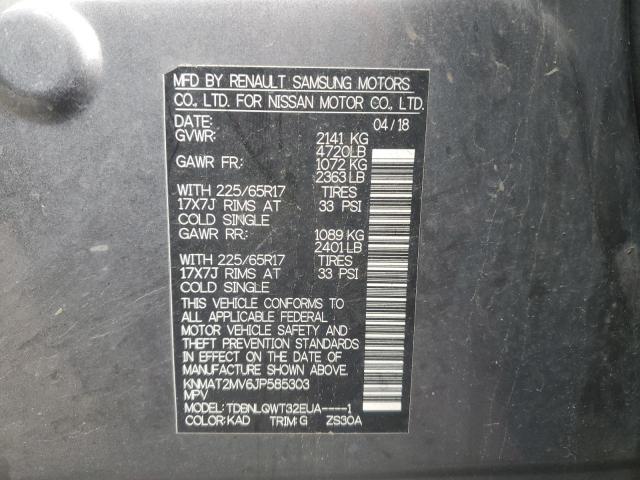 MFD BY RENAULT SAMSUNG MOTORS
CO., LTD. FOR NISSAN MOTOR CO., LTD.
DATE: 04/18
GVWR: 2141 KG
4720LB
GAWR FR: 1072 KG
2363 LB
WITH 225/65R17 TIRES
17X7J RIMS AT 33 PSI
COLD SINGLE
GAWR RR: 1089 KG
2401 LB
WITH 225/65R17 TIRES
17X7J RIMS AT 33 PSI
COLD SINGLE
THIS VEHICLE CONFORMS TO
ALL APPLICABLE FEDERAL
MOTOR VEHICLE SAFETY AND
THEFT PREVENTION STANDARDS
IN EFFECT ON THE DATE OF
MANUFACTURE SHOWN ABOVE.
KNMAT2MV6JP585303
MPV
MODEL: TDBNLQWT32EUA----1
COLOR: KAD TRIM: G ZS30A